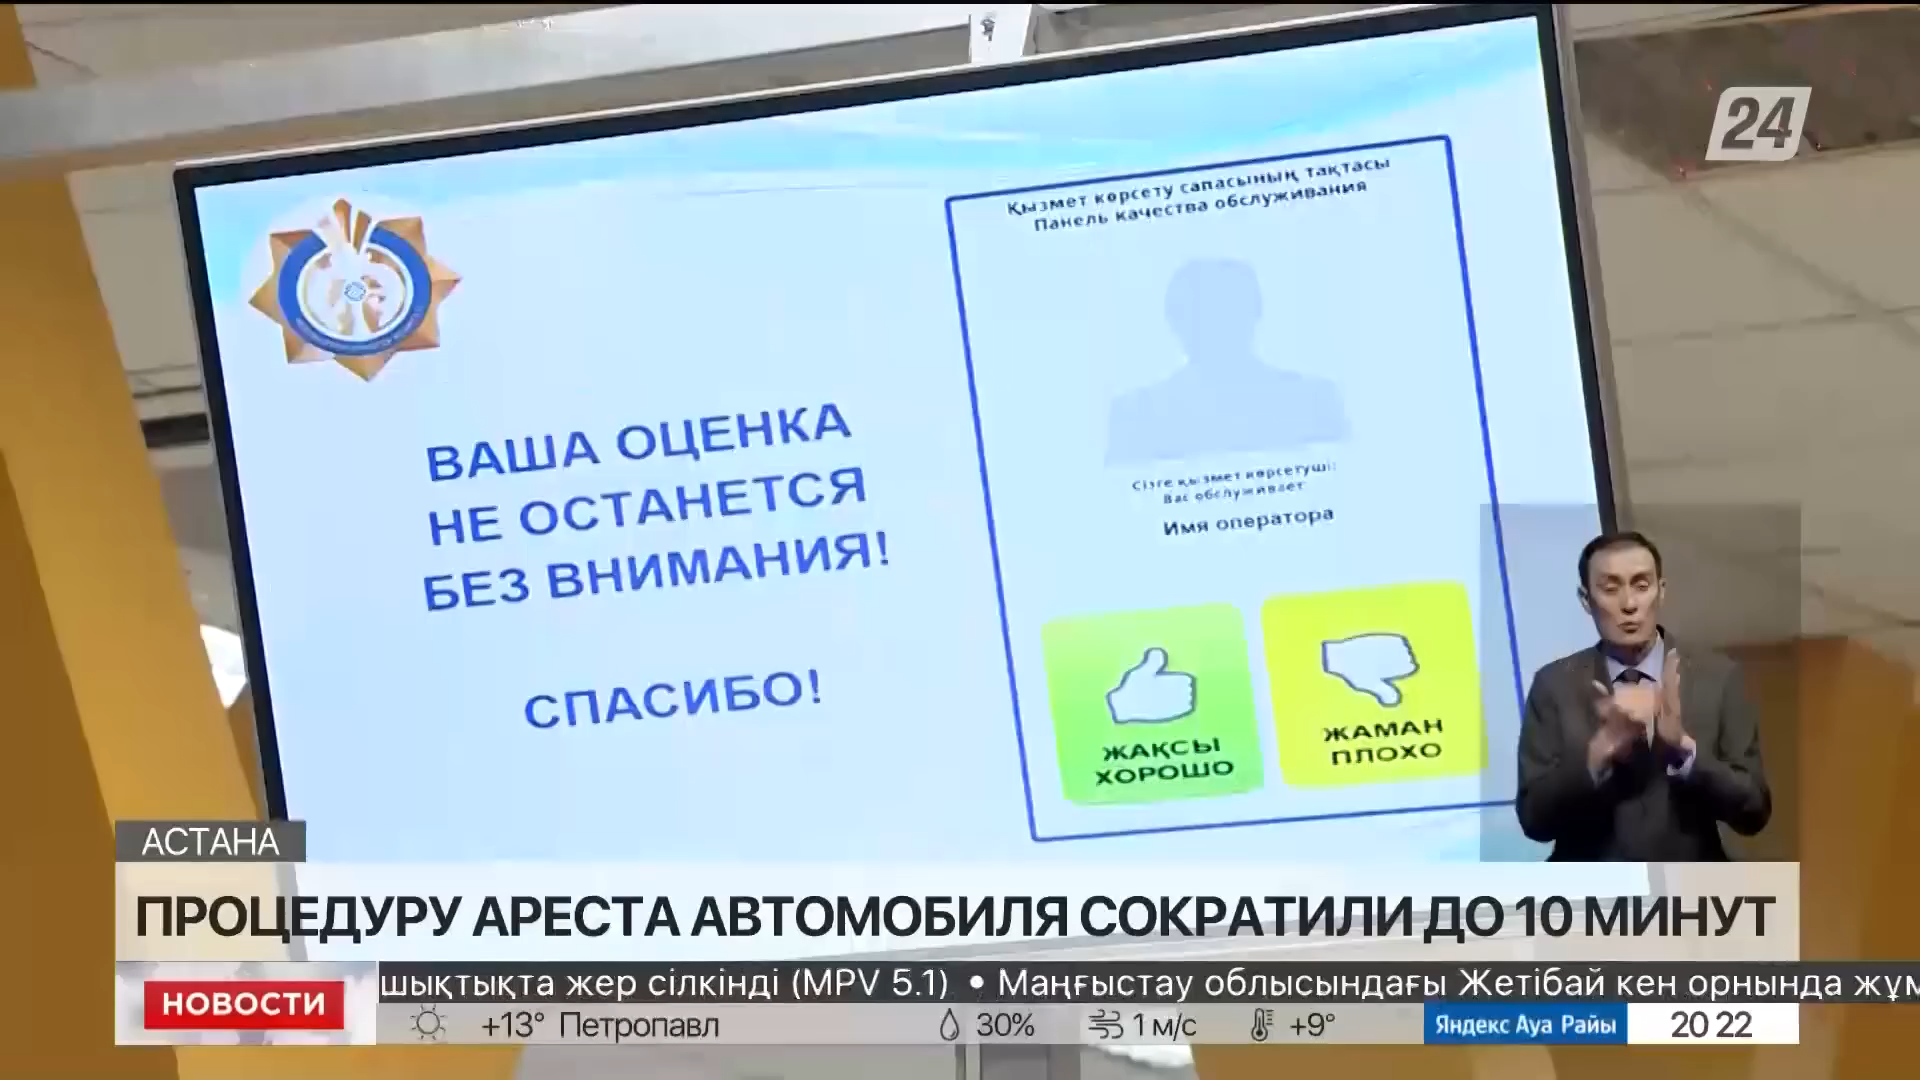 24
Қызмет көрсету сапасының тақтасы
Панель качества обслуживания
ВАША ОЦЕНКА
НЕ ОСТАНЕТСЯ
БЕЗ ВНИМАНИЯ!
СПАСИБО!
Сізге қызмет көрсетуші:
Вас обслуживает
Имя оператора
ЖАҚСЫ
ХОРОШО
ЖАМАН
ПЛОХО
АСТАНА
ПРОЦЕДУРУ АРЕСТА АВТОМОБИЛЯ СОКРАТИЛИ ДО 10 МИНУТ
НОВОСТИ
шықтықта жер сілкінді (MPV 5.1) • Маңғыстау облысындағы Жетібай кен орнында жұм
+13° Петропавл 30% 1 м/с +9° Яндекс Ауа Райы 20 22